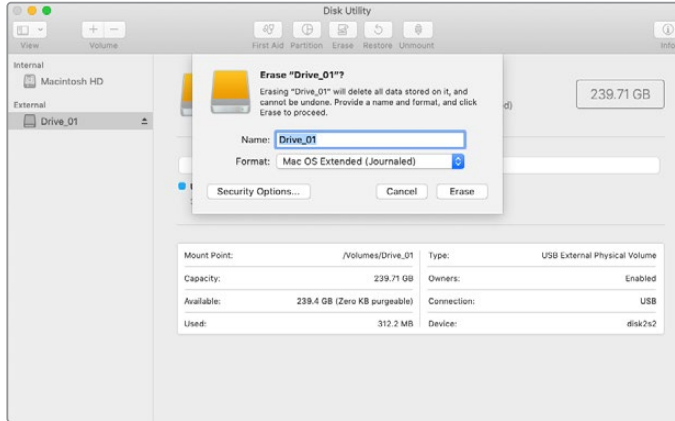 Disk Utility
View
Volume
First Aid Partition Erase Restore Unmount
Info
Internal
Macintosh HD
External
Drive_01
Erase "Drive_01"?
Erasing "Drive_01" will delete all data stored on it, and
cannot be undone. Provide a name and format, and click
Erase to proceed.
Name: Drive_01
Format: Mac OS Extended (Journaled)
Security Options... Cancel Erase
239.71 GB
Mount Point: /Volumes/Drive_01
Type: USB External Physical Volume
Capacity: 239.71 GB
Owners: Enabled
Available: 239.4 GB (Zero KB purgeable)
Connection: USB
Used: 312.2 MB
Device: disk2s2